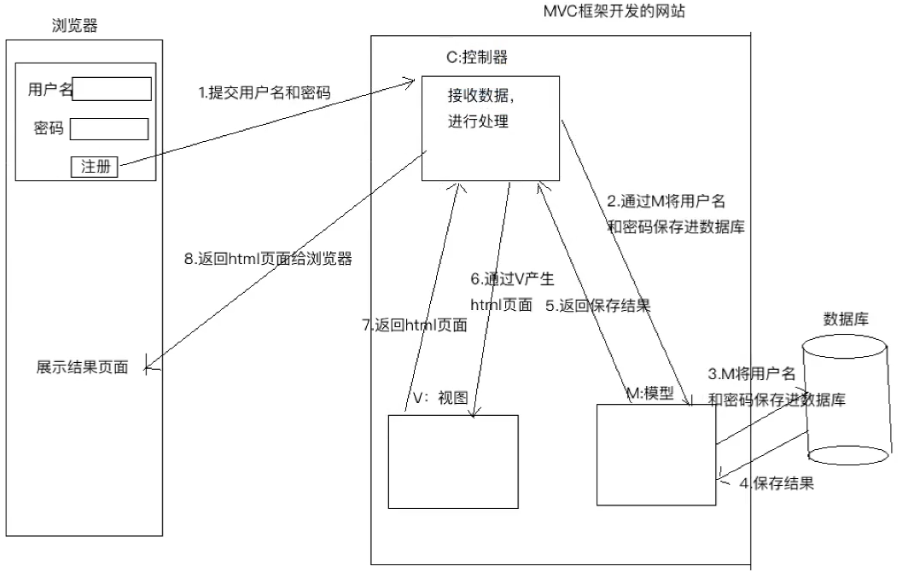 MVC框架开发的网站
浏览器
C:控制器
用户名
1.提交用户名和密码
接收数据，
进行处理
密码
注册
2.通过M将用户名
和密码保存进数据库
8.返回html页面给浏览器
6.通过V产生
html页面
5.返回保存结果
7.返回html页面
数据库
展示结果页面
3.M将用户名
和密码保存进数据库
V：视图
M:模型
4.保存结果